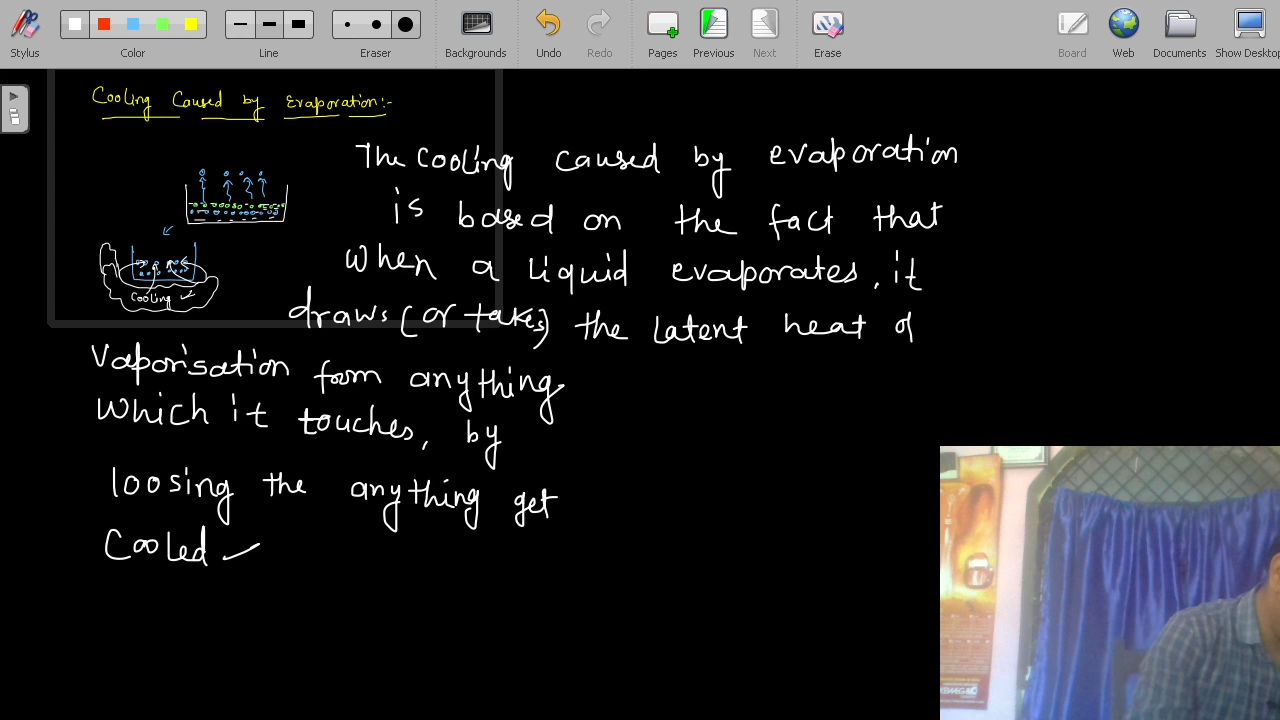 Stylus
Color
Line
Eraser
Backgrounds
Undo
Redo
Pages
Previous
Next
Erase
Board
Web
Documents
Show Deskto
Cooling Caused by Evaporation:-
Cooling
The cooling caused by evaporation
is based on the fact that
when a liquid evaporates, it
draws (or takes) the latent heat of
Vaporisation from anything
Which it touches, by
loosing the anything get
Cooled